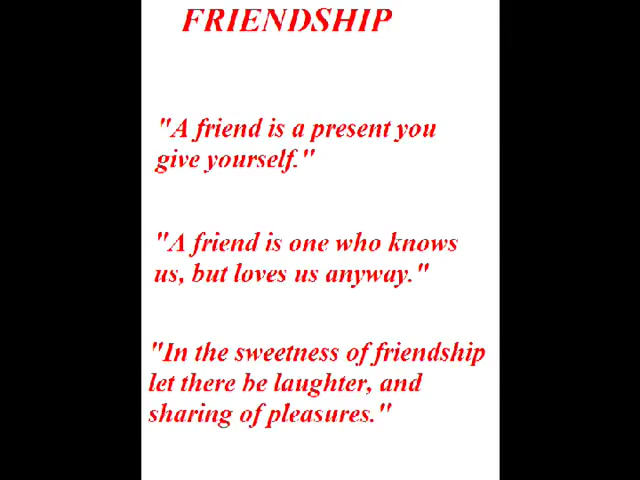 FRIENDSHIP
"A friend is a present you
give yourself."
"A friend is one who knows
us, but loves us anyway."
"In the sweetness of friendship
let there be laughter, and
sharing of pleasures."